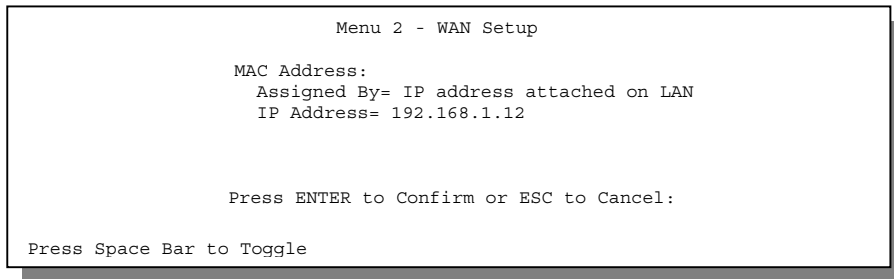 Menu 2 - WAN Setup
MAC Address:
Assigned By= IP address attached on LAN
IP Address= 192.168.1.12
Press ENTER to Confirm or ESC to Cancel:
Press Space Bar to Toggle